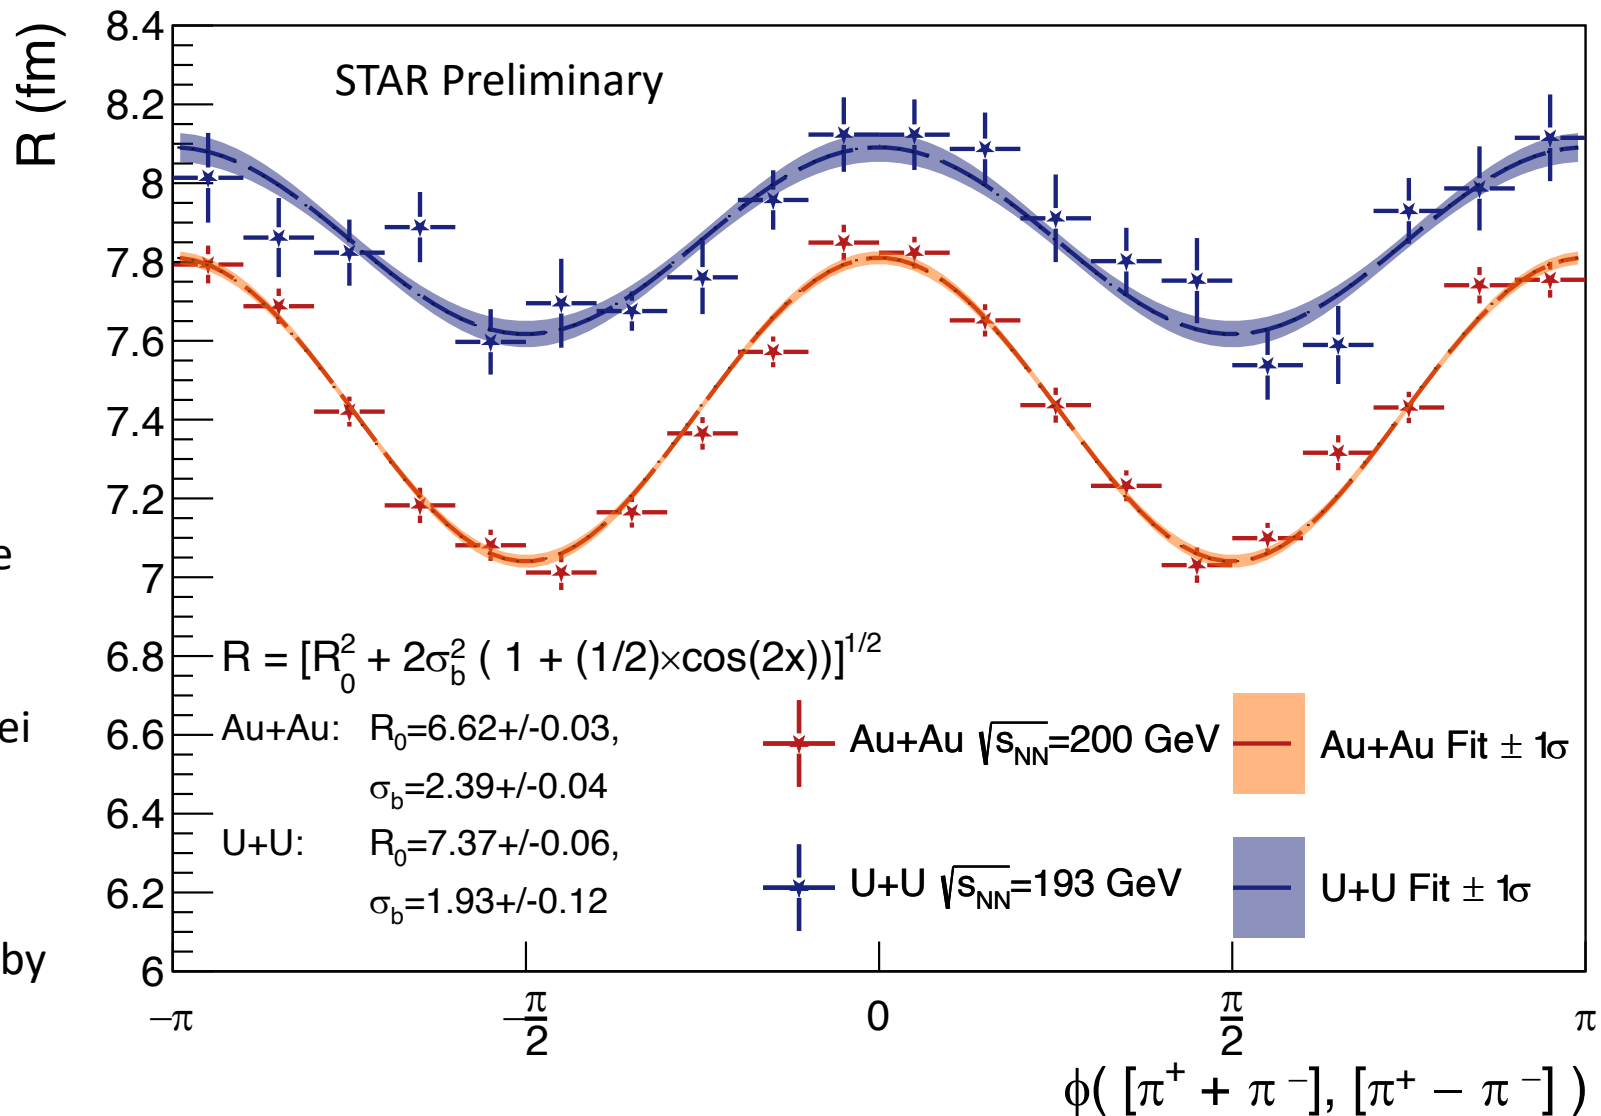 R (fm)
8.4
8.2
8
7.8
7.6
7.4
7.2
7
6.8
6.6
6.4
6.2
6
STAR Preliminary
e
ei
by
R = [R₀² + 2σ_b² ( 1 + (1/2)×cos(2x))]^1/2
Au+Au: R₀=6.62+/-0.03,
σ_b=2.39+/-0.04
U+U: R₀=7.37+/-0.06,
σ_b=1.93+/-0.12
Au+Au √s_NN=200 GeV
Au+Au Fit ± 1σ
U+U √s_NN=193 GeV
U+U Fit ± 1σ
−π
−π/2
0
π/2
π
ϕ( [π⁺ + π⁻], [π⁺ − π⁻] )